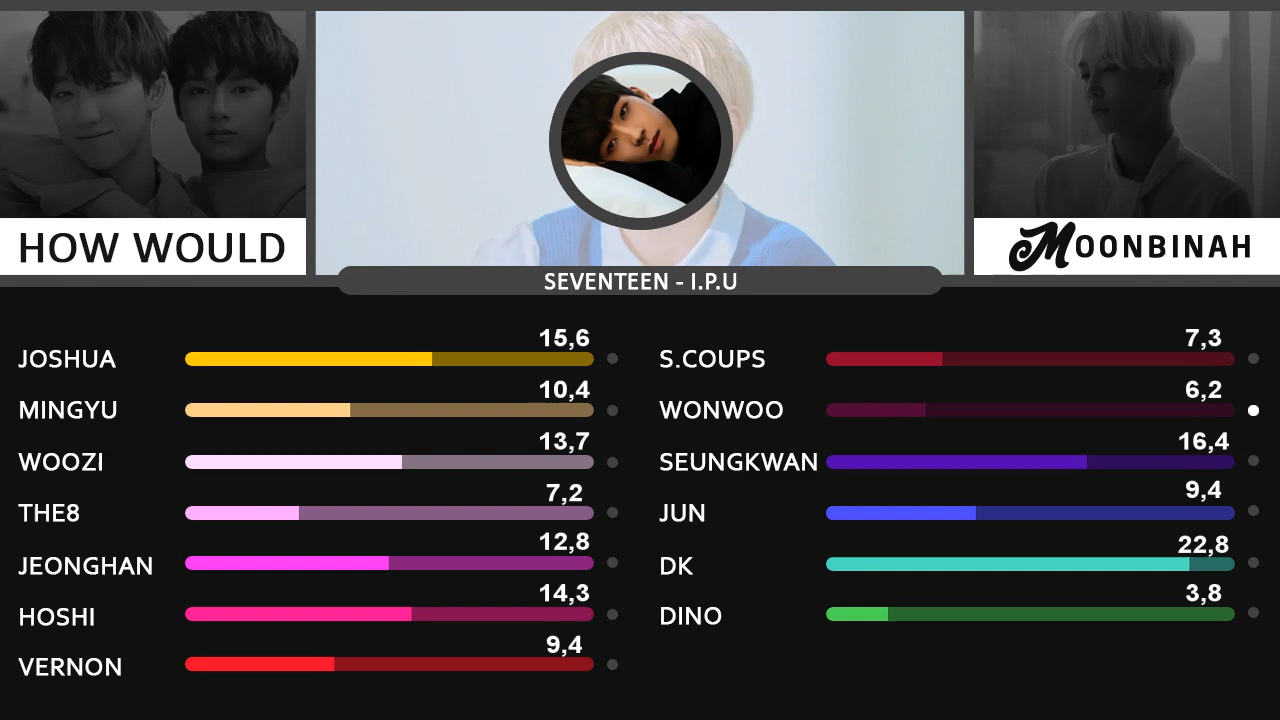 HOW WOULD
MOONBINAH
SEVENTEEN - I.P.U
JOSHUA 15,6
MINGYU 10,4
WOOZI 13,7
THE8 7,2
JEONGHAN 12,8
HOSHI 14,3
VERNON 9,4
S.COUPS 7,3
WONWOO 6,2
SEUNGKWAN 16,4
JUN 9,4
DK 22,8
DINO 3,8